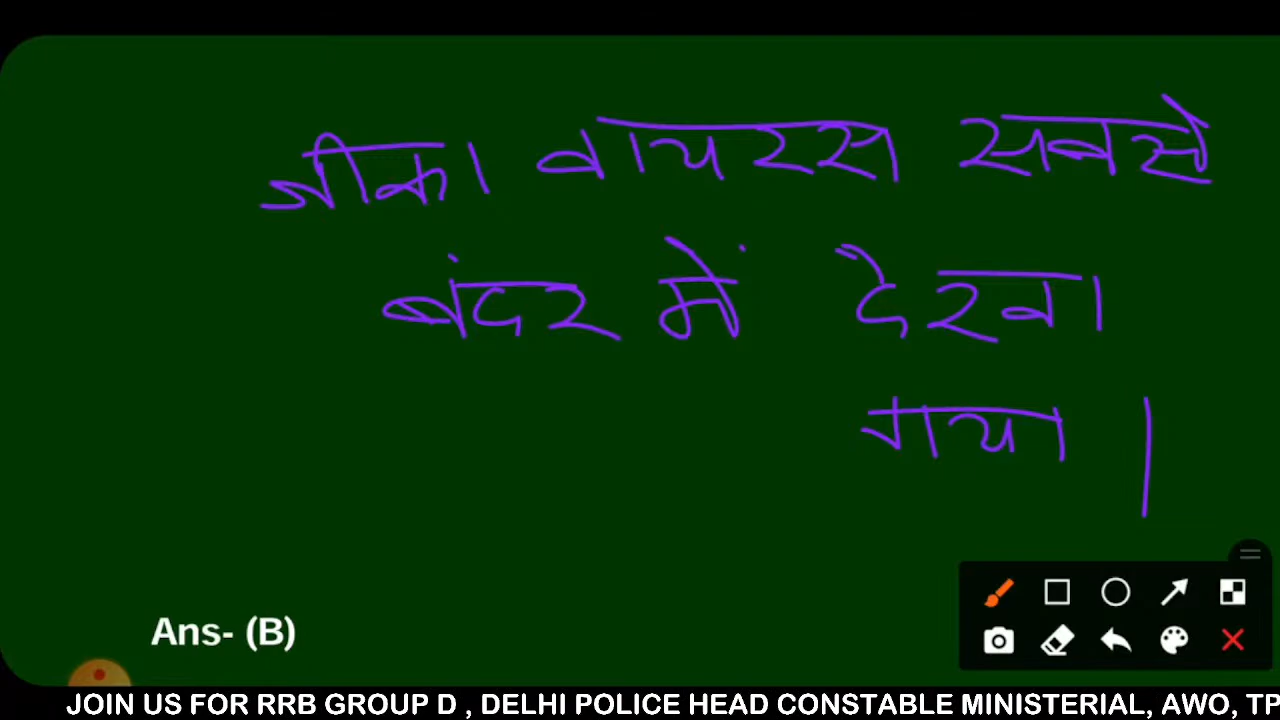 जीका वायरस सबसे
बंदर में देखा
गया |
Ans- (B)
JOIN US FOR RRB GROUP D , DELHI POLICE HEAD CONSTABLE MINISTERIAL, AWO, TP